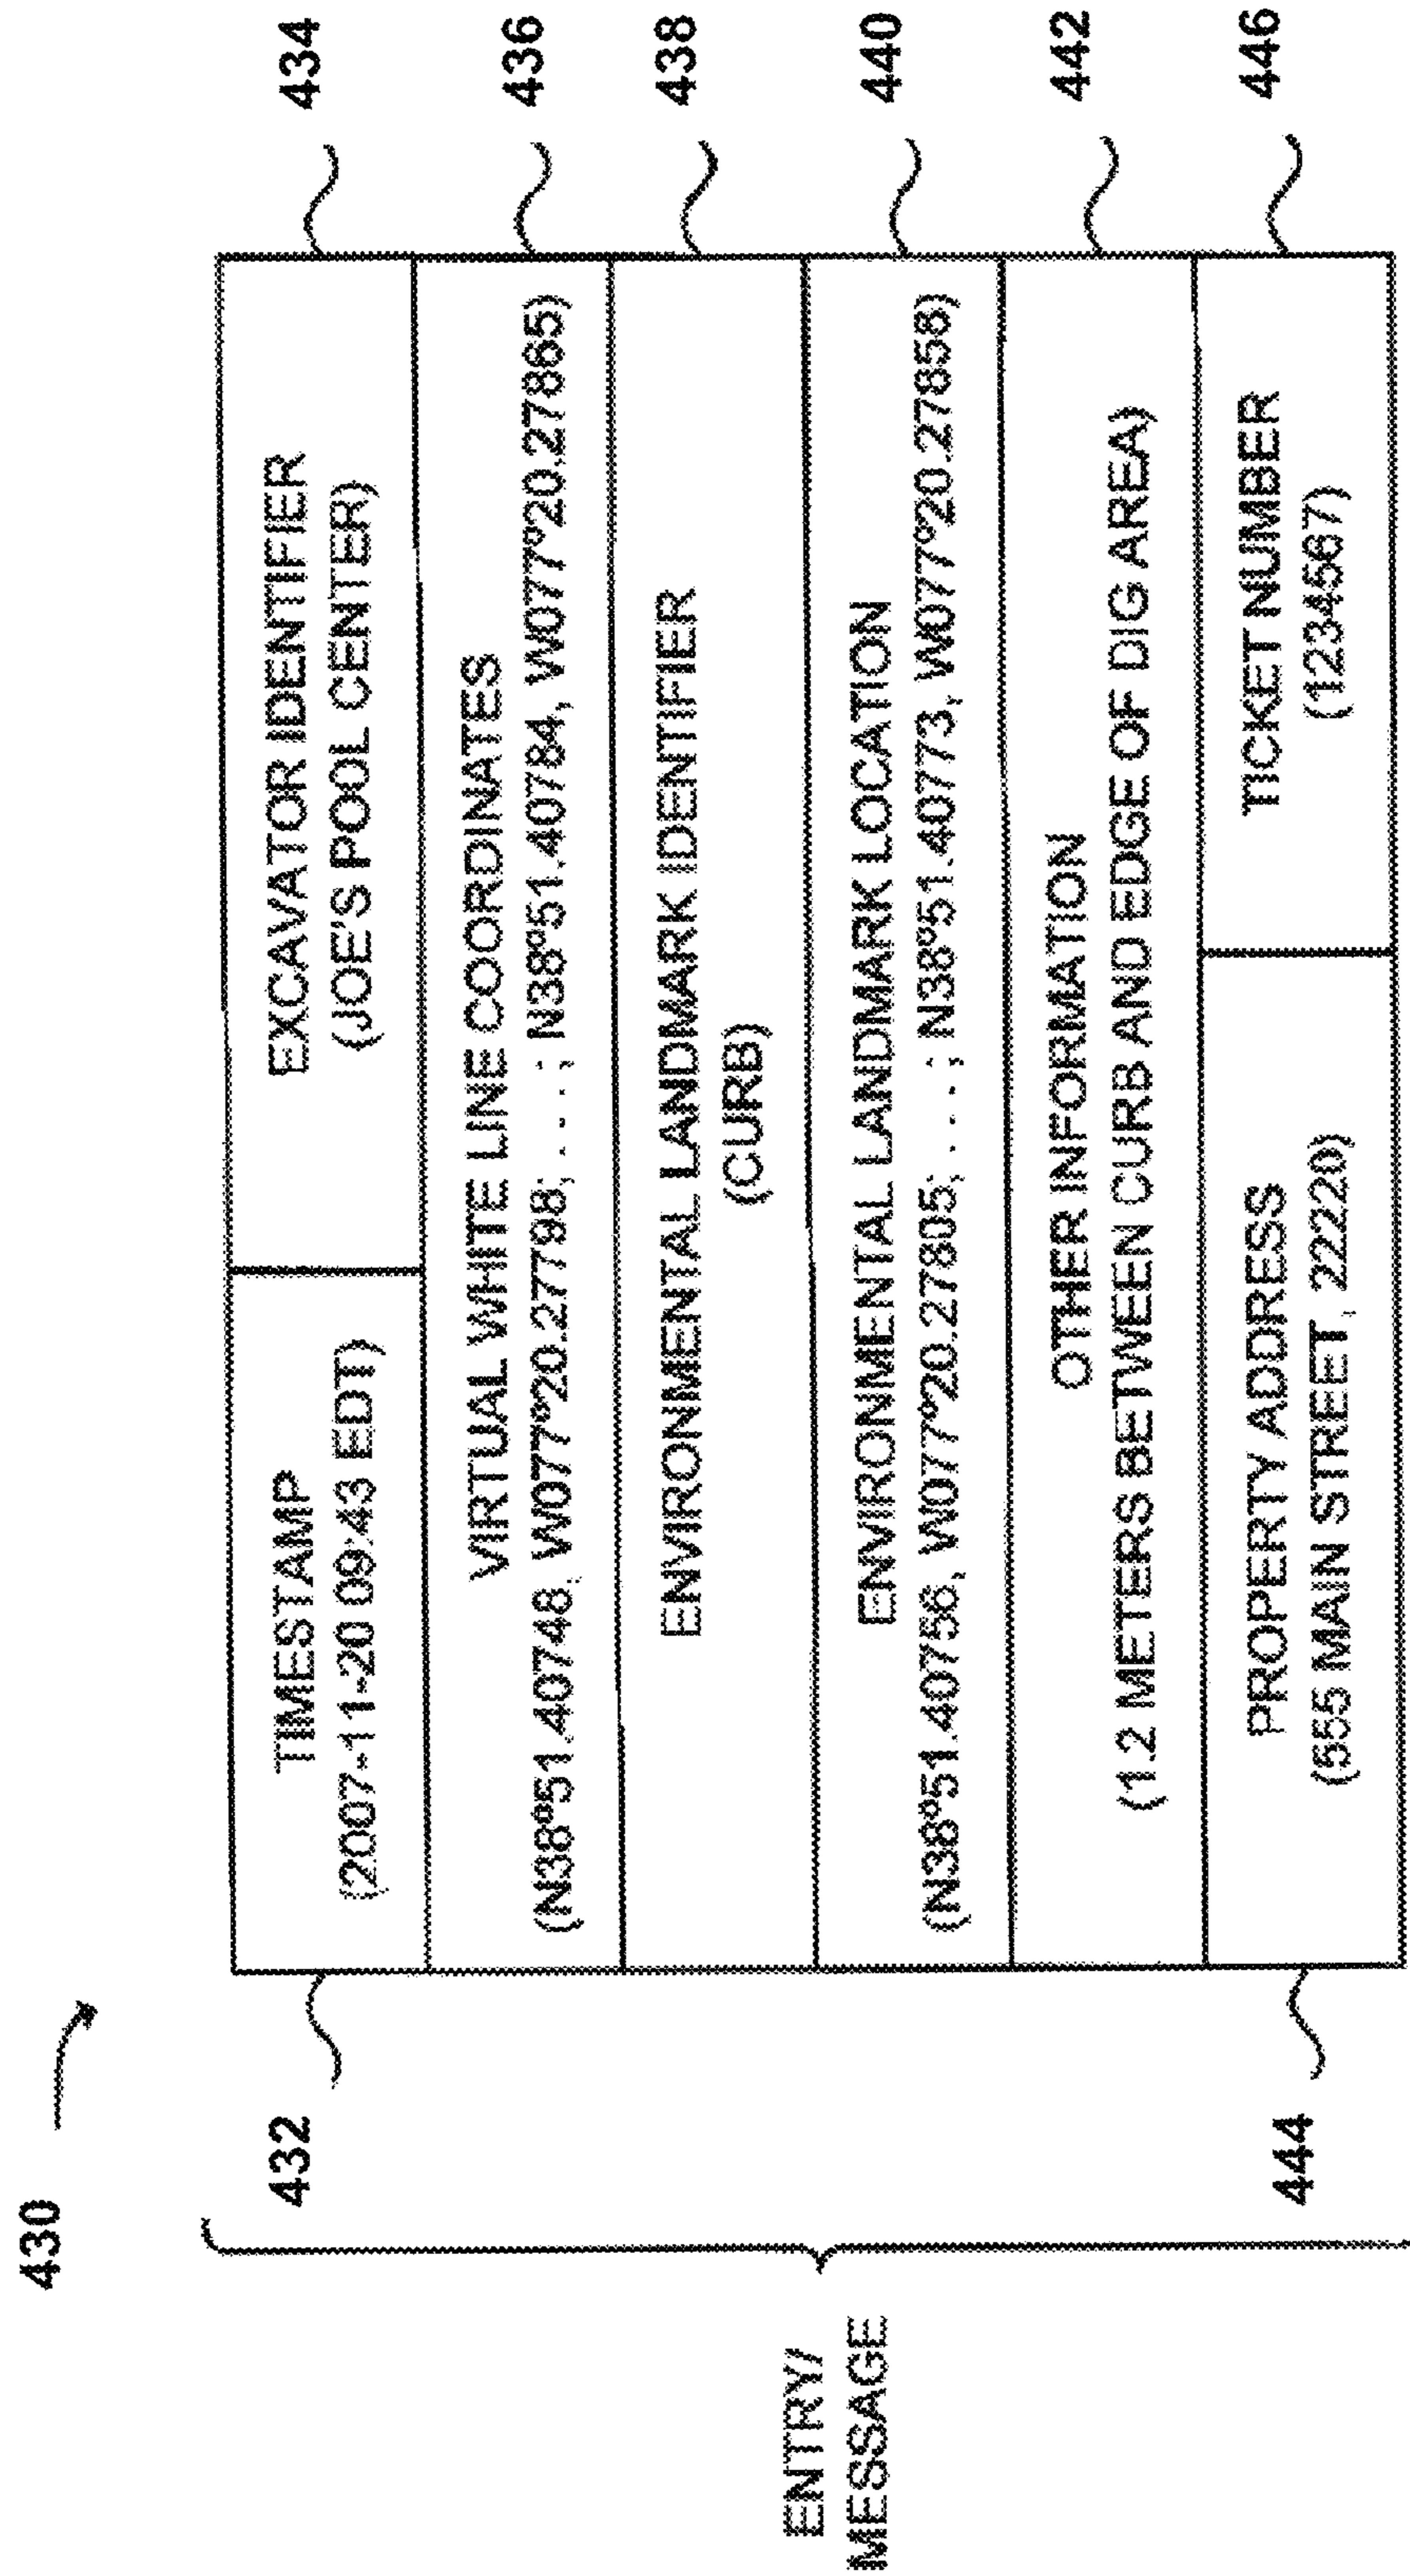 430
ENTRY/
MESSAGE
432
TIMESTAMP
(2007-11-20 09:43 EDT)
EXCAVATOR IDENTIFIER
(JOE'S POOL CENTER)
434
VIRTUAL WHITE LINE COORDINATES
(N38°51.40748, W077°20.27798; . . . ; N38°51.40784, W077°20.27865)
436
ENVIRONMENTAL LANDMARK IDENTIFIER
(CURB)
438
ENVIRONMENTAL LANDMARK LOCATION
(N38°51.40756, W077°20.27805; . . . ; N38°51.40773, W077°20.27858)
440
OTHER INFORMATION
(1.2 METERS BETWEEN CURB AND EDGE OF DIG AREA)
442
444
PROPERTY ADDRESS
(555 MAIN STREET, 22220)
TICKET NUMBER
(1234567)
446